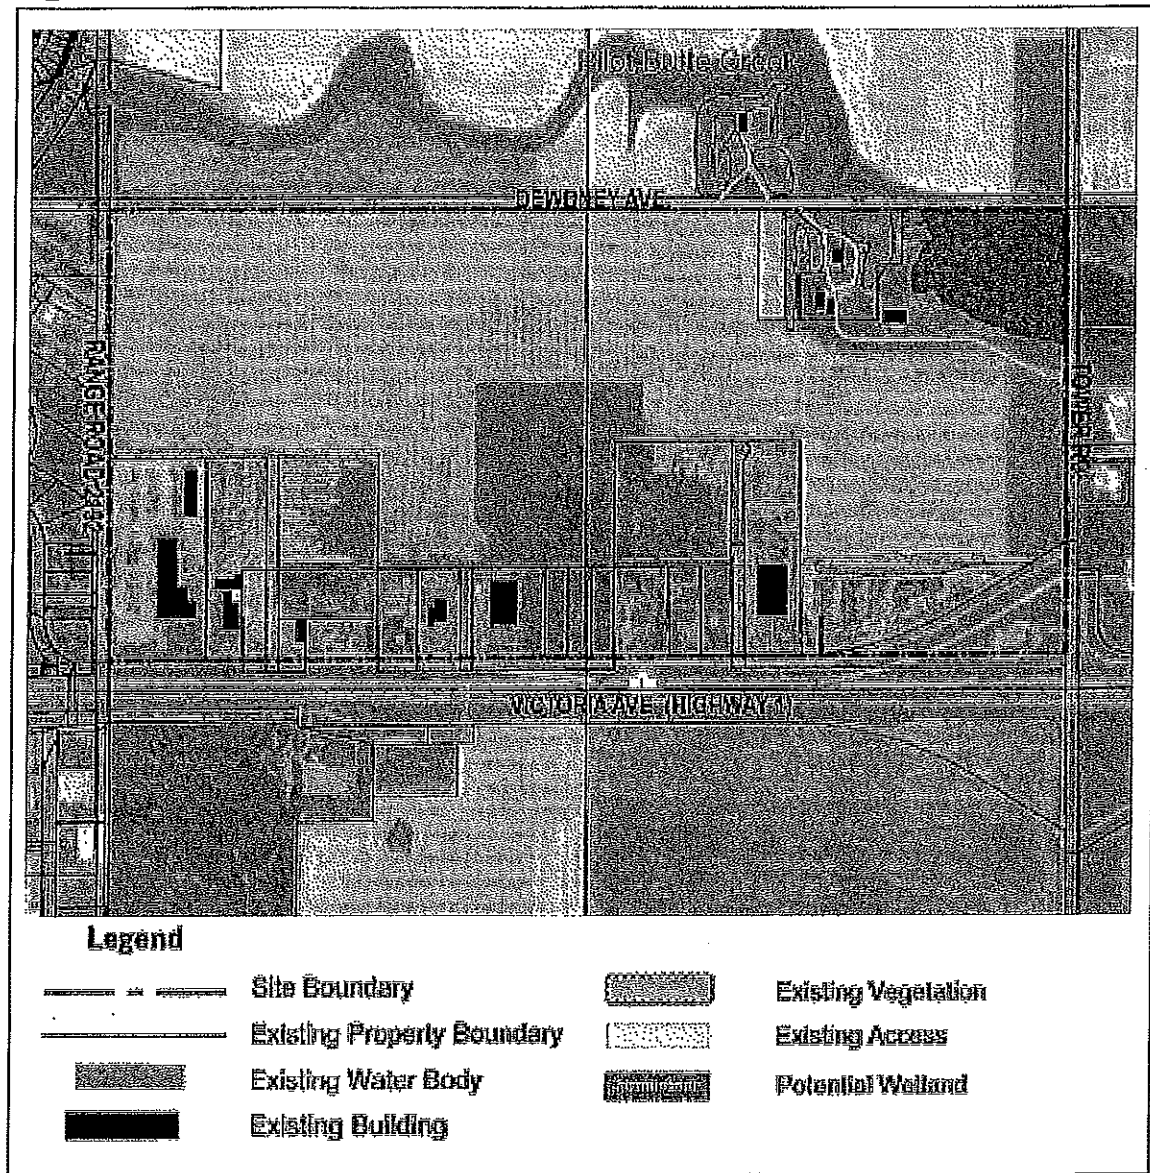 Pilot Butte Creek
DEWDNEY AVE.
RANGE ROAD
TOWER RD.
VICTORIA AVE. (HIGHWAY 1)
Legend
Site Boundary
Existing Property Boundary
Existing Water Body
Existing Building
Existing Vegetation
Existing Access
Potential Wetland